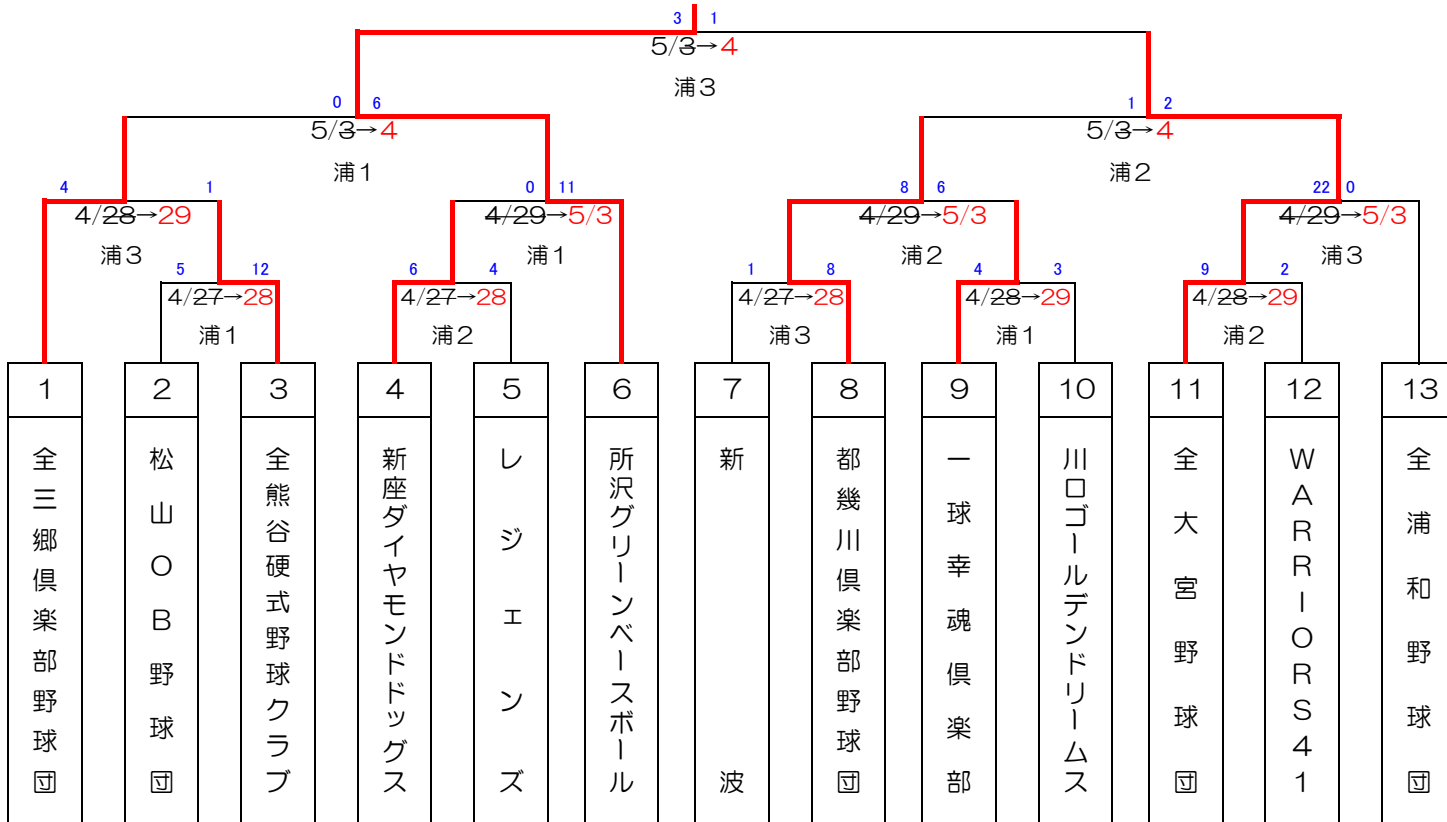 3 1
5/3→4
浦3
0 6
5/3→4
浦1
1 2
5/3→4
浦2
4 1
4/28→29
浦3
0 11
4/29→5/3
浦1
8 6
4/29→5/3
浦2
22 0
4/29→5/3
浦3
5 12
4/27→28
浦1
6 4
4/27→28
浦2
1 8
4/27→28
浦3
4 3
4/28→29
浦1
9 2
4/28→29
浦2
1
2
3
4
5
6
7
8
9
10
11
12
13
全三郷倶楽部野球団
松山OB野球団
全熊谷硬式野球クラブ
新座ダイヤモンドドッグス
レジェンズ
所沢グリーンベースボール
新波
都幾川倶楽部野球団
一球幸魂倶楽部
川口ゴールデンドリームス
全大宮野球団
WARRIORS41
全浦和野球団